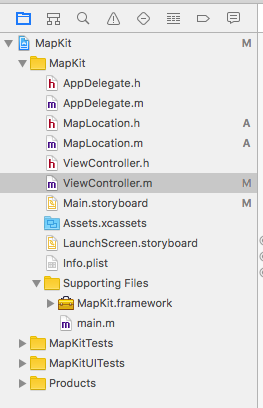 MapKit M
MapKit
AppDelegate.h
AppDelegate.m
MapLocation.h A
MapLocation.m A
ViewController.h
ViewController.m M
Main.storyboard M
Assets.xcassets
LaunchScreen.storyboard
Info.plist
Supporting Files
MapKit.framework
main.m
MapKitTests
MapKitUITests
Products